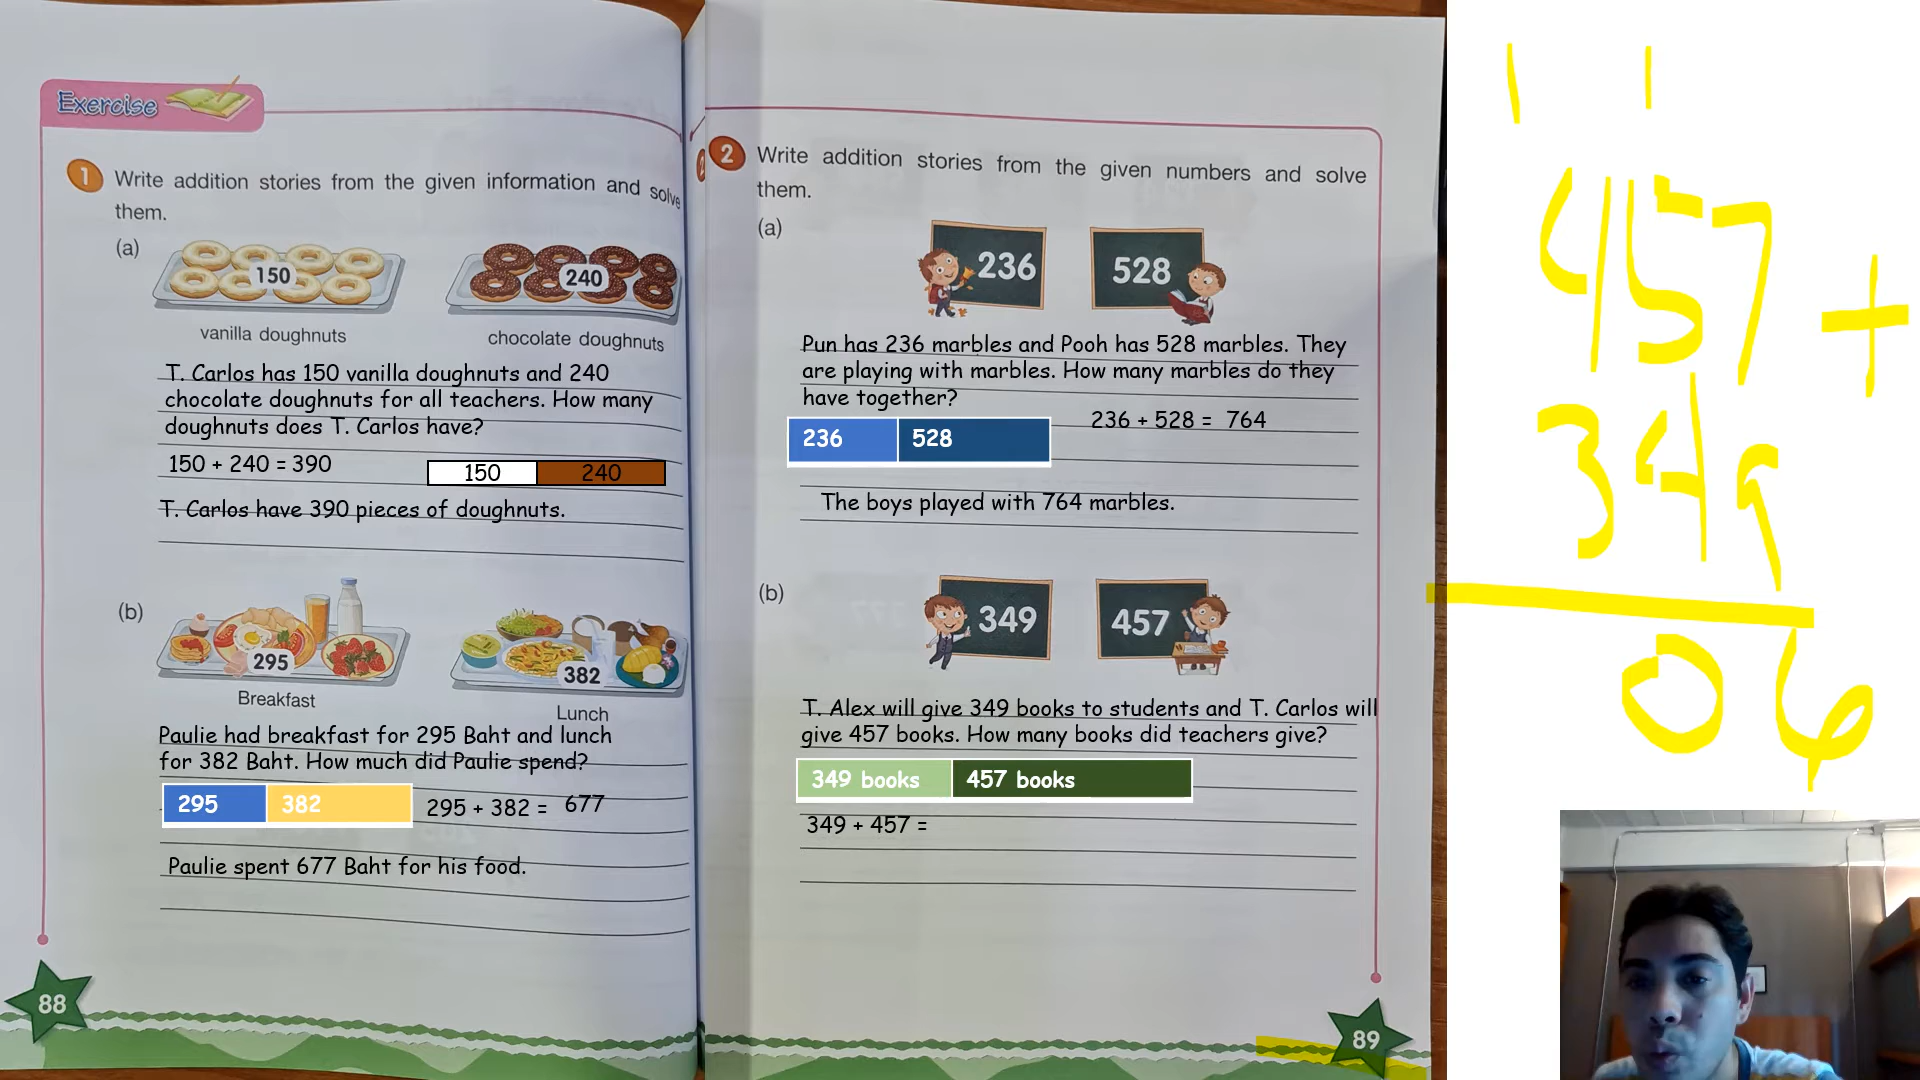 Exercise
1 Write addition stories from the given information and solve
them.
(a)
150
240
vanilla doughnuts
chocolate doughnuts
T. Carlos has 150 vanilla doughnuts and 240
chocolate doughnuts for all teachers. How many
doughnuts does T. Carlos have?
150 + 240 = 390
150 240
T. Carlos have 390 pieces of doughnuts.
(b)
295
382
Breakfast
Lunch
Paulie had breakfast for 295 Baht and lunch
for 382 Baht. How much did Paulie spend?
295 382
295 + 382 = 677
Paulie spent 677 Baht for his food.
88
2 Write addition stories from the given numbers and solve
them.
(a)
236
528
Pun has 236 marbles and Pooh has 528 marbles. They
are playing with marbles. How many marbles do they
have together?
236 528
236 + 528 = 764
The boys played with 764 marbles.
(b)
349
457
T. Alex will give 349 books to students and T. Carlos will
give 457 books. How many books did teachers give?
349 books 457 books
349 + 457 =
89
1 1
457 +
349
06